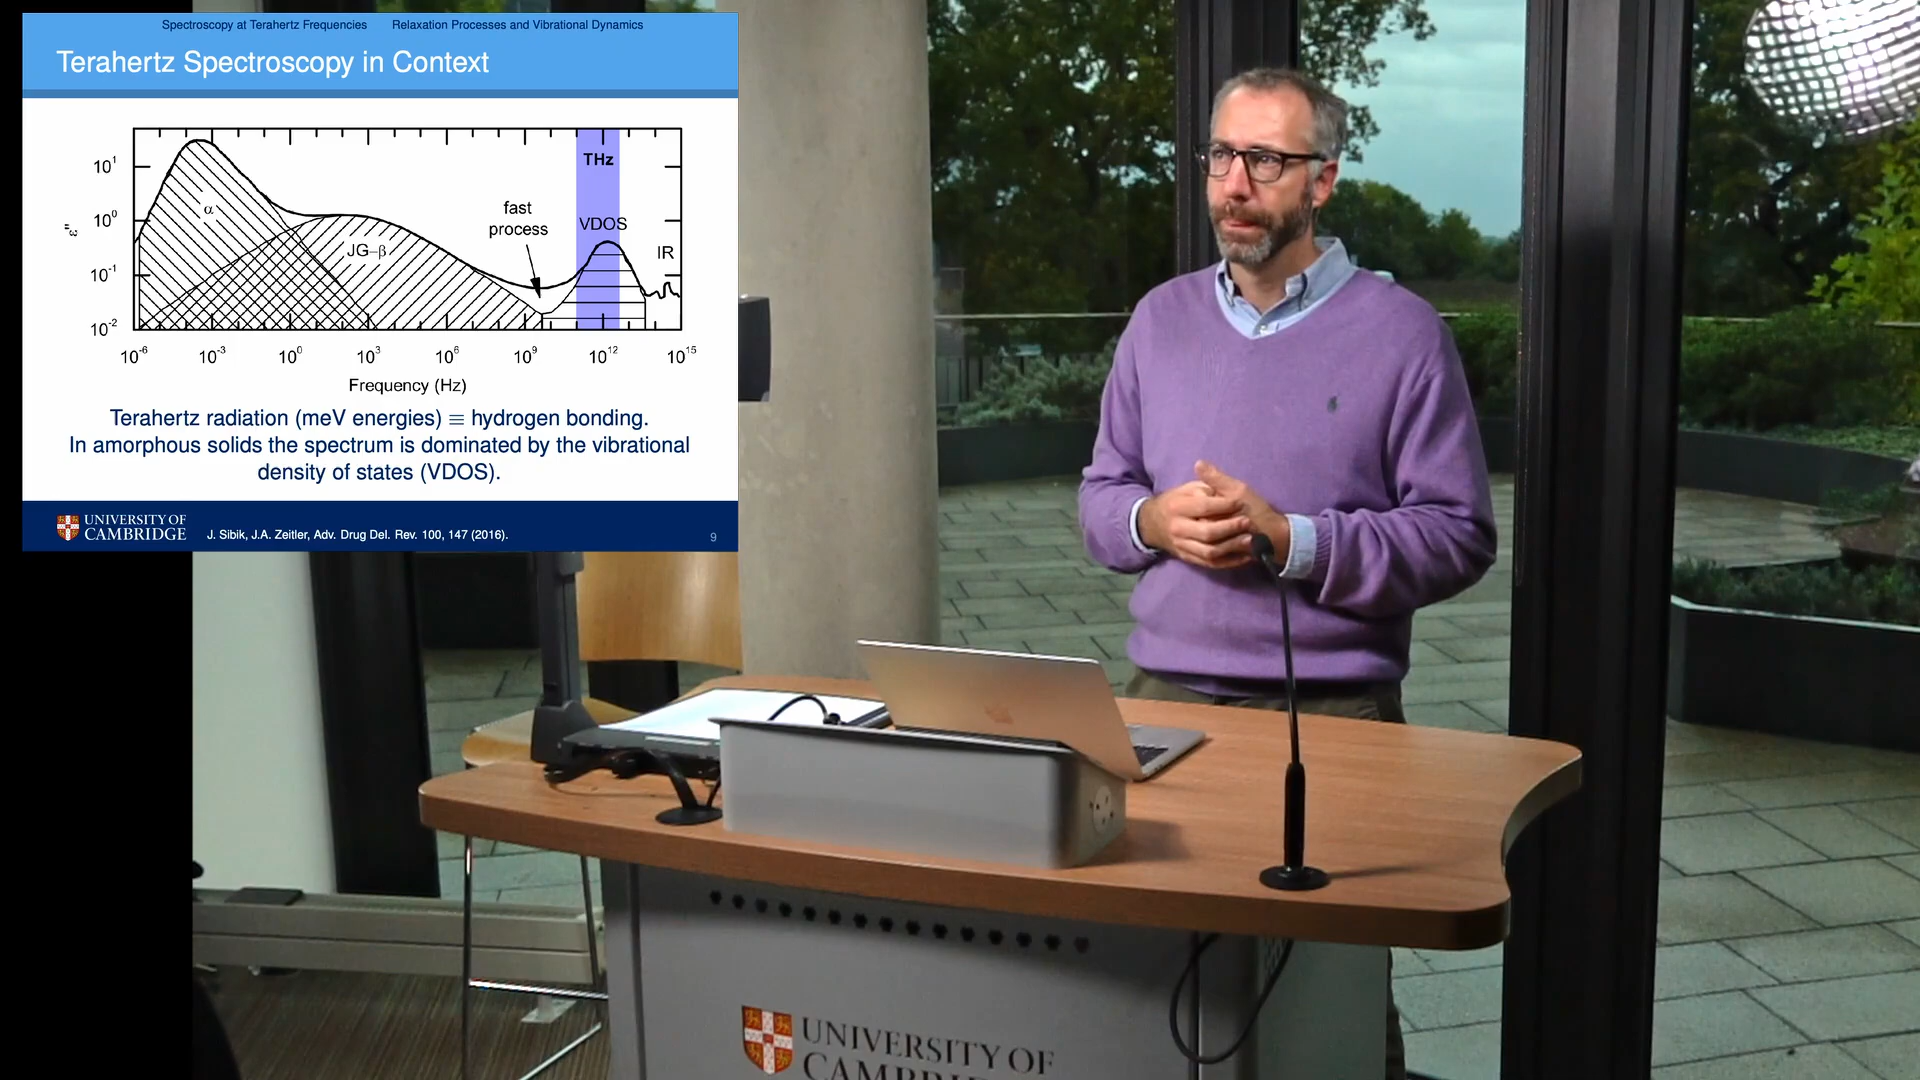 Spectroscopy at Terahertz Frequencies Relaxation Processes and Vibrational Dynamics
Terahertz Spectroscopy in Context
THz
10¹
α
fast
process
VDOS
10⁰
ε''
JG–β
IR
10⁻¹
10⁻²
10⁻⁶ 10⁻³ 10⁰ 10³ 10⁶ 10⁹ 10¹² 10¹⁵
Frequency (Hz)
Terahertz radiation (meV energies) ≡ hydrogen bonding.
In amorphous solids the spectrum is dominated by the vibrational
density of states (VDOS).
UNIVERSITY OF
CAMBRIDGE
J. Sibik, J.A. Zeitler, Adv. Drug Del. Rev. 100, 147 (2016).
9
UNIVERSITY OF
CAMBRIDGE